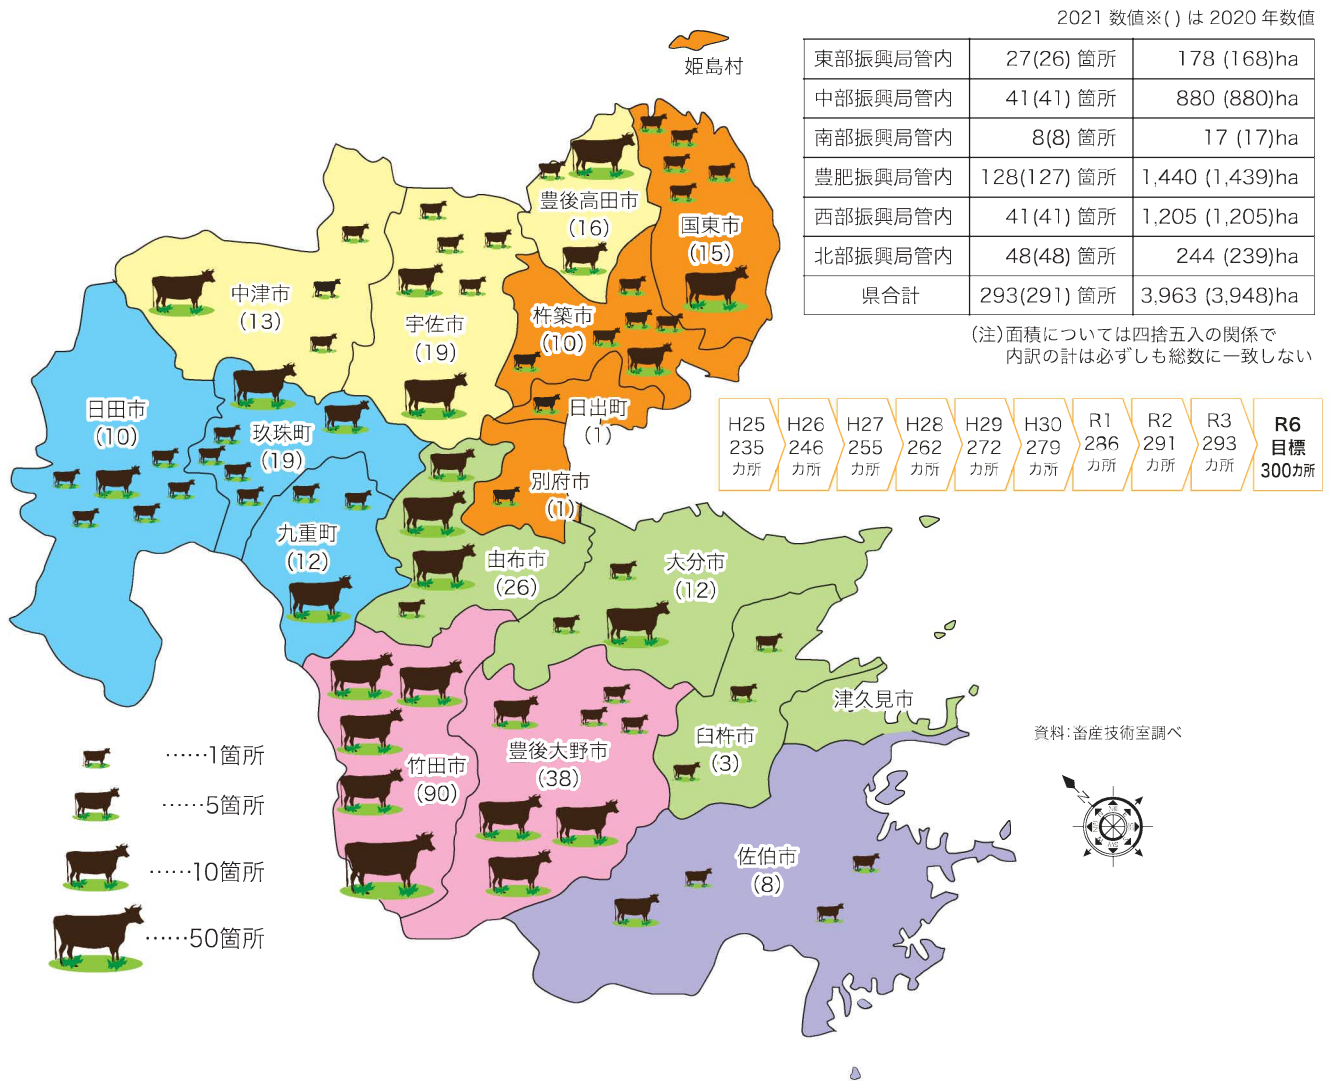 2021 数値※( ) は 2020 年数値
東部振興局管内 27(26) 箇所 178 (168)ha
中部振興局管内 41(41) 箇所 880 (880)ha
南部振興局管内 8(8) 箇所 17 (17)ha
豊肥振興局管内 128(127) 箇所 1,440 (1,439)ha
西部振興局管内 41(41) 箇所 1,205 (1,205)ha
北部振興局管内 48(48) 箇所 244 (239)ha
県合計 293(291) 箇所 3,963 (3,948)ha
(注)面積については四捨五入の関係で
内訳の計は必ずしも総数に一致しない
H25
235
カ所
H26
246
カ所
H27
255
カ所
H28
262
カ所
H29
272
カ所
H30
279
カ所
R1
286
カ所
R2
291
カ所
R3
293
カ所
R6
目標
300カ所
姫島村
豊後高田市
(16)
国東市
(15)
中津市
(13)
宇佐市
(19)
杵築市
(10)
日出町
(1)
日田市
(10)
玖珠町
(19)
別府市
(1)
九重町
(12)
由布市
(26)
大分市
(12)
津久見市
臼杵市
(3)
竹田市
(90)
豊後大野市
(38)
佐伯市
(8)
……1箇所
……5箇所
……10箇所
……50箇所
資料:畜産技術室調べ
N